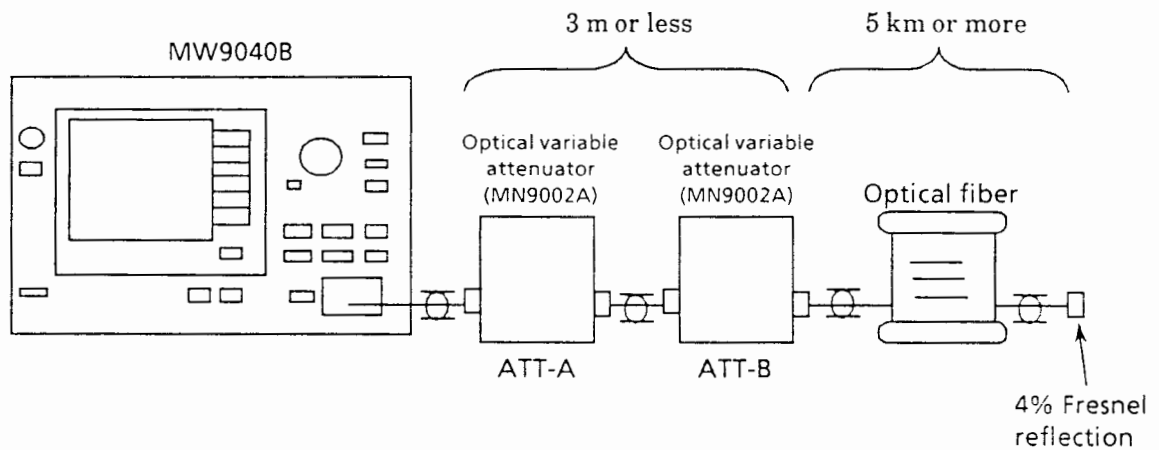 3 m or less
5 km or more
MW9040B
Optical variable
attenuator
(MN9002A)
Optical variable
attenuator
(MN9002A)
Optical fiber
ATT-A
ATT-B
4% Fresnel
reflection